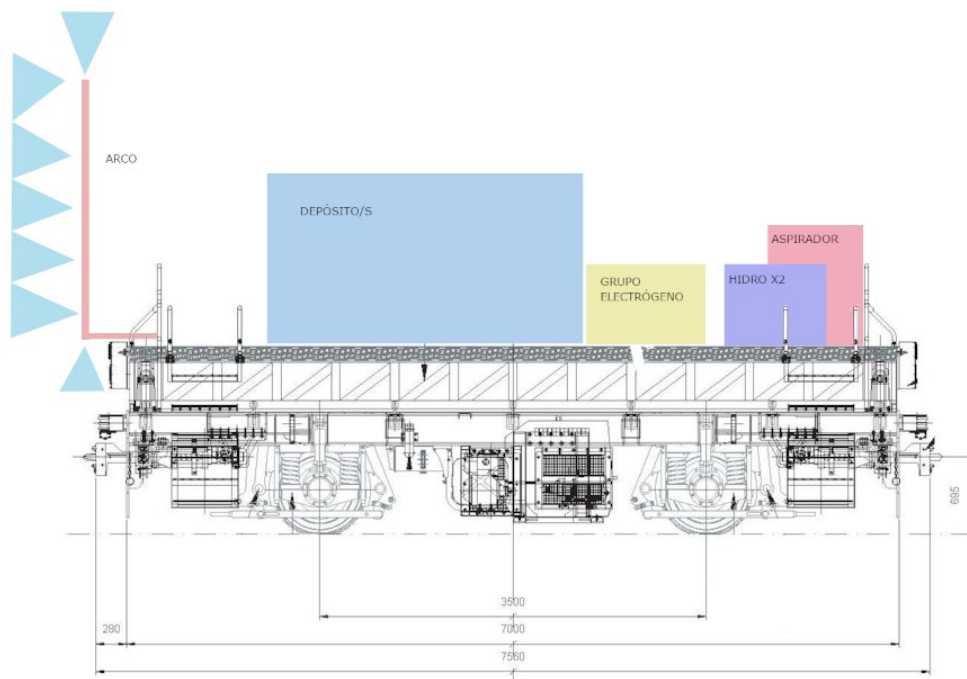 ARCO
DEPÓSITO/S
ASPIRADOR
GRUPO
ELECTRÓGENO
HIDRO X2
695
3500
280
7000
7560